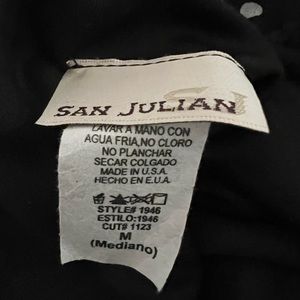 SAN JULIAN
LAVAR A MANO CON
AGUA FRIA,NO CLORO
NO PLANCHAR
SECAR COLGADO
MADE IN U.S.A.
HECHO EN E.U.A.
STYLE# 1946
ESTILO:1946
CUT# 1123
M
(Mediano)